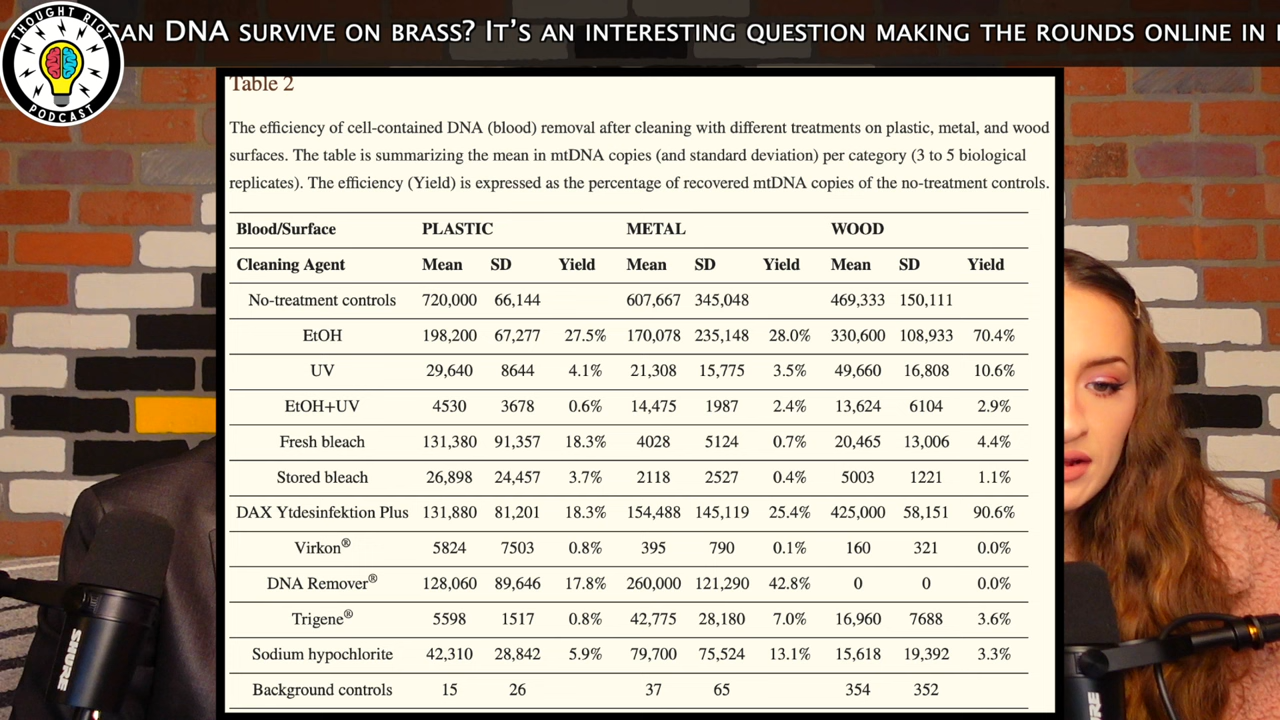 CAN DNA SURVIVE ON BRASS? IT’S AN INTERESTING QUESTION MAKING THE ROUNDS ONLINE IN
THOUGHT RIOT
PODCAST
Table 2
The efficiency of cell-contained DNA (blood) removal after cleaning with different treatments on plastic, metal, and wood
surfaces. The table is summarizing the mean in mtDNA copies (and standard deviation) per category (3 to 5 biological
replicates). The efficiency (Yield) is expressed as the percentage of recovered mtDNA copies of the no-treatment controls.
Blood/Surface PLASTIC METAL WOOD
Cleaning Agent Mean SD Yield Mean SD Yield Mean SD Yield
No-treatment controls 720,000 66,144 607,667 345,048 469,333 150,111
EtOH 198,200 67,277 27.5% 170,078 235,148 28.0% 330,600 108,933 70.4%
UV 29,640 8644 4.1% 21,308 15,775 3.5% 49,660 16,808 10.6%
EtOH+UV 4530 3678 0.6% 14,475 1987 2.4% 13,624 6104 2.9%
Fresh bleach 131,380 91,357 18.3% 4028 5124 0.7% 20,465 13,006 4.4%
Stored bleach 26,898 24,457 3.7% 2118 2527 0.4% 5003 1221 1.1%
DAX Ytdesinfektion Plus 131,880 81,201 18.3% 154,488 145,119 25.4% 425,000 58,151 90.6%
Virkon® 5824 7503 0.8% 395 790 0.1% 160 321 0.0%
DNA Remover® 128,060 89,646 17.8% 260,000 121,290 42.8% 0 0 0.0%
Trigene® 5598 1517 0.8% 42,775 28,180 7.0% 16,960 7688 3.6%
Sodium hypochlorite 42,310 28,842 5.9% 79,700 75,524 13.1% 15,618 19,392 3.3%
Background controls 15 26 37 65 354 352
SHURE
RE